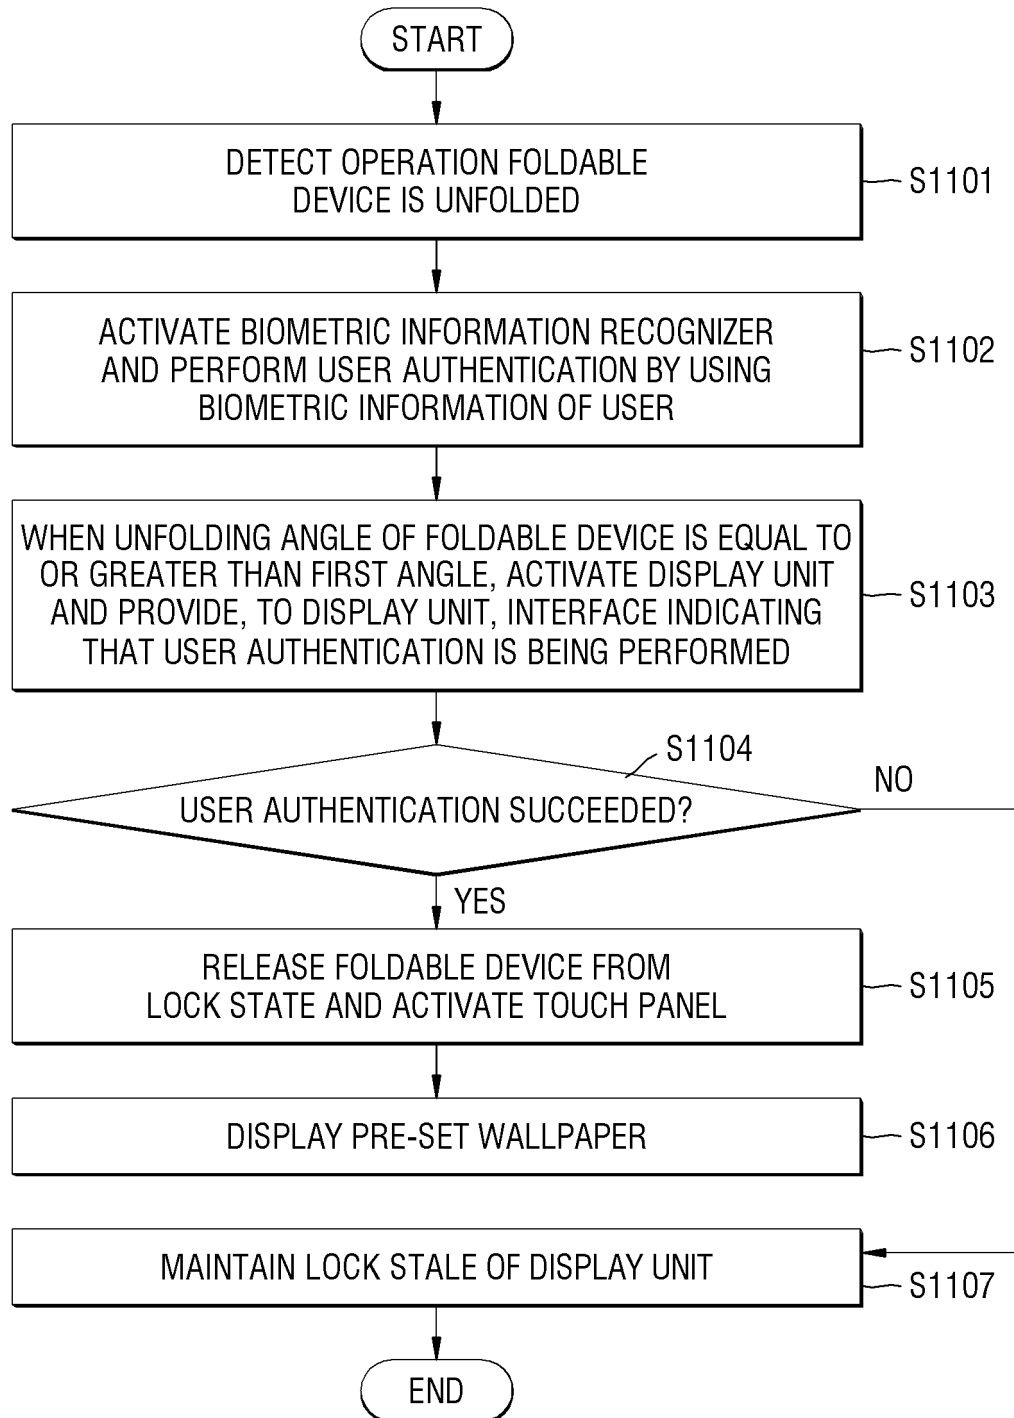 START
DETECT OPERATION FOLDABLE
DEVICE IS UNFOLDED
S1101
ACTIVATE BIOMETRIC INFORMATION RECOGNIZER
AND PERFORM USER AUTHENTICATION BY USING
BIOMETRIC INFORMATION OF USER
S1102
WHEN UNFOLDING ANGLE OF FOLDABLE DEVICE IS EQUAL TO
OR GREATER THAN FIRST ANGLE, ACTIVATE DISPLAY UNIT
AND PROVIDE, TO DISPLAY UNIT, INTERFACE INDICATING
THAT USER AUTHENTICATION IS BEING PERFORMED
S1103
S1104
USER AUTHENTICATION SUCCEEDED?
NO
YES
RELEASE FOLDABLE DEVICE FROM
LOCK STATE AND ACTIVATE TOUCH PANEL
S1105
DISPLAY PRE-SET WALLPAPER
S1106
MAINTAIN LOCK STALE OF DISPLAY UNIT
S1107
END